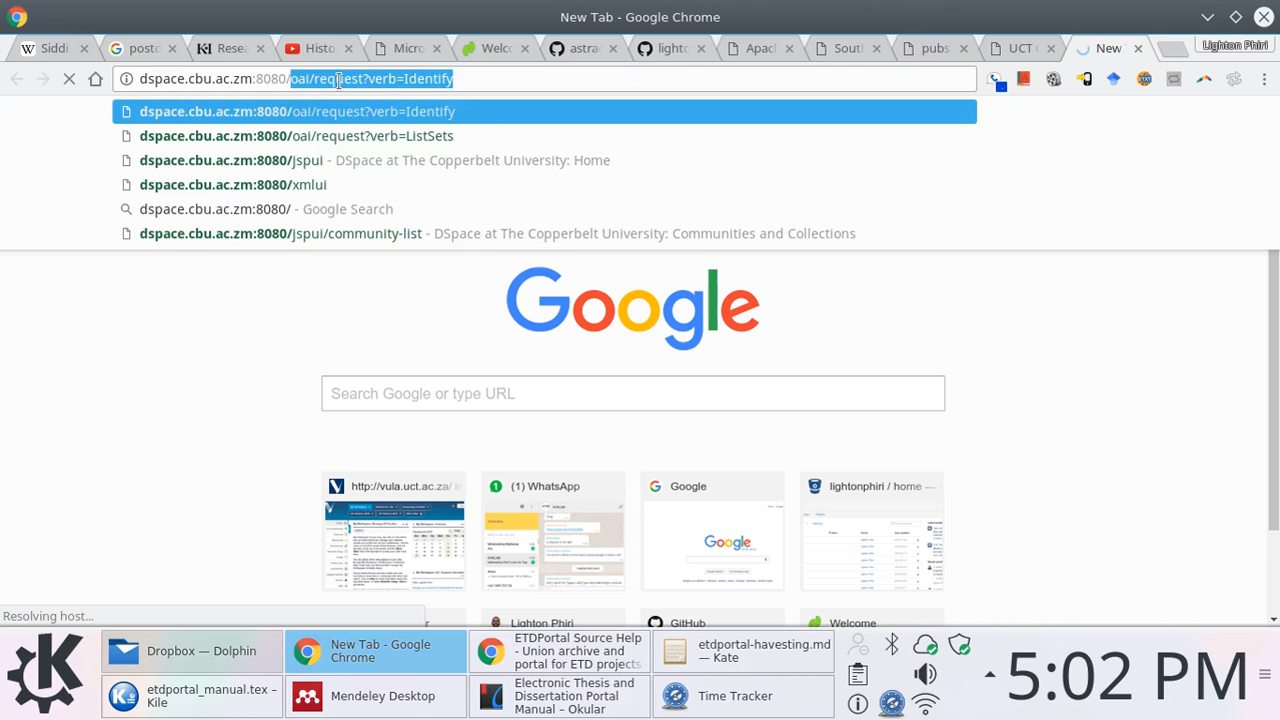 New Tab - Google Chrome
Siddi
posto
Resea
Histo
Micro
Welco
astra
lighto
Apac
South
pubs
UCT
New
Lighton Phiri
dspace.cbu.ac.zm:8080/oai/request?verb=Identify
dspace.cbu.ac.zm:8080/oai/request?verb=Identify
dspace.cbu.ac.zm:8080/oai/request?verb=ListSets
dspace.cbu.ac.zm:8080/jspui - DSpace at The Copperbelt University: Home
dspace.cbu.ac.zm:8080/xmlui
dspace.cbu.ac.zm:8080/ - Google Search
dspace.cbu.ac.zm:8080/jspui/community-list - DSpace at The Copperbelt University: Communities and Collections
Google
Search Google or type URL
http://vula.uct.ac.za/
(1) WhatsApp
Google
lightonphiri / home —
Lighton Phiri
GitHub
Welcome
Resolving host...
Dropbox — Dolphin
New Tab - Google
Chrome
ETDPortal Source Help
- Union archive and
portal for ETD projects
etdportal-havesting.md
— Kate
5:02 PM
etdportal_manual.tex –
Kile
Mendeley Desktop
Electronic Thesis and
Dissertation Portal
Manual – Okular
Time Tracker